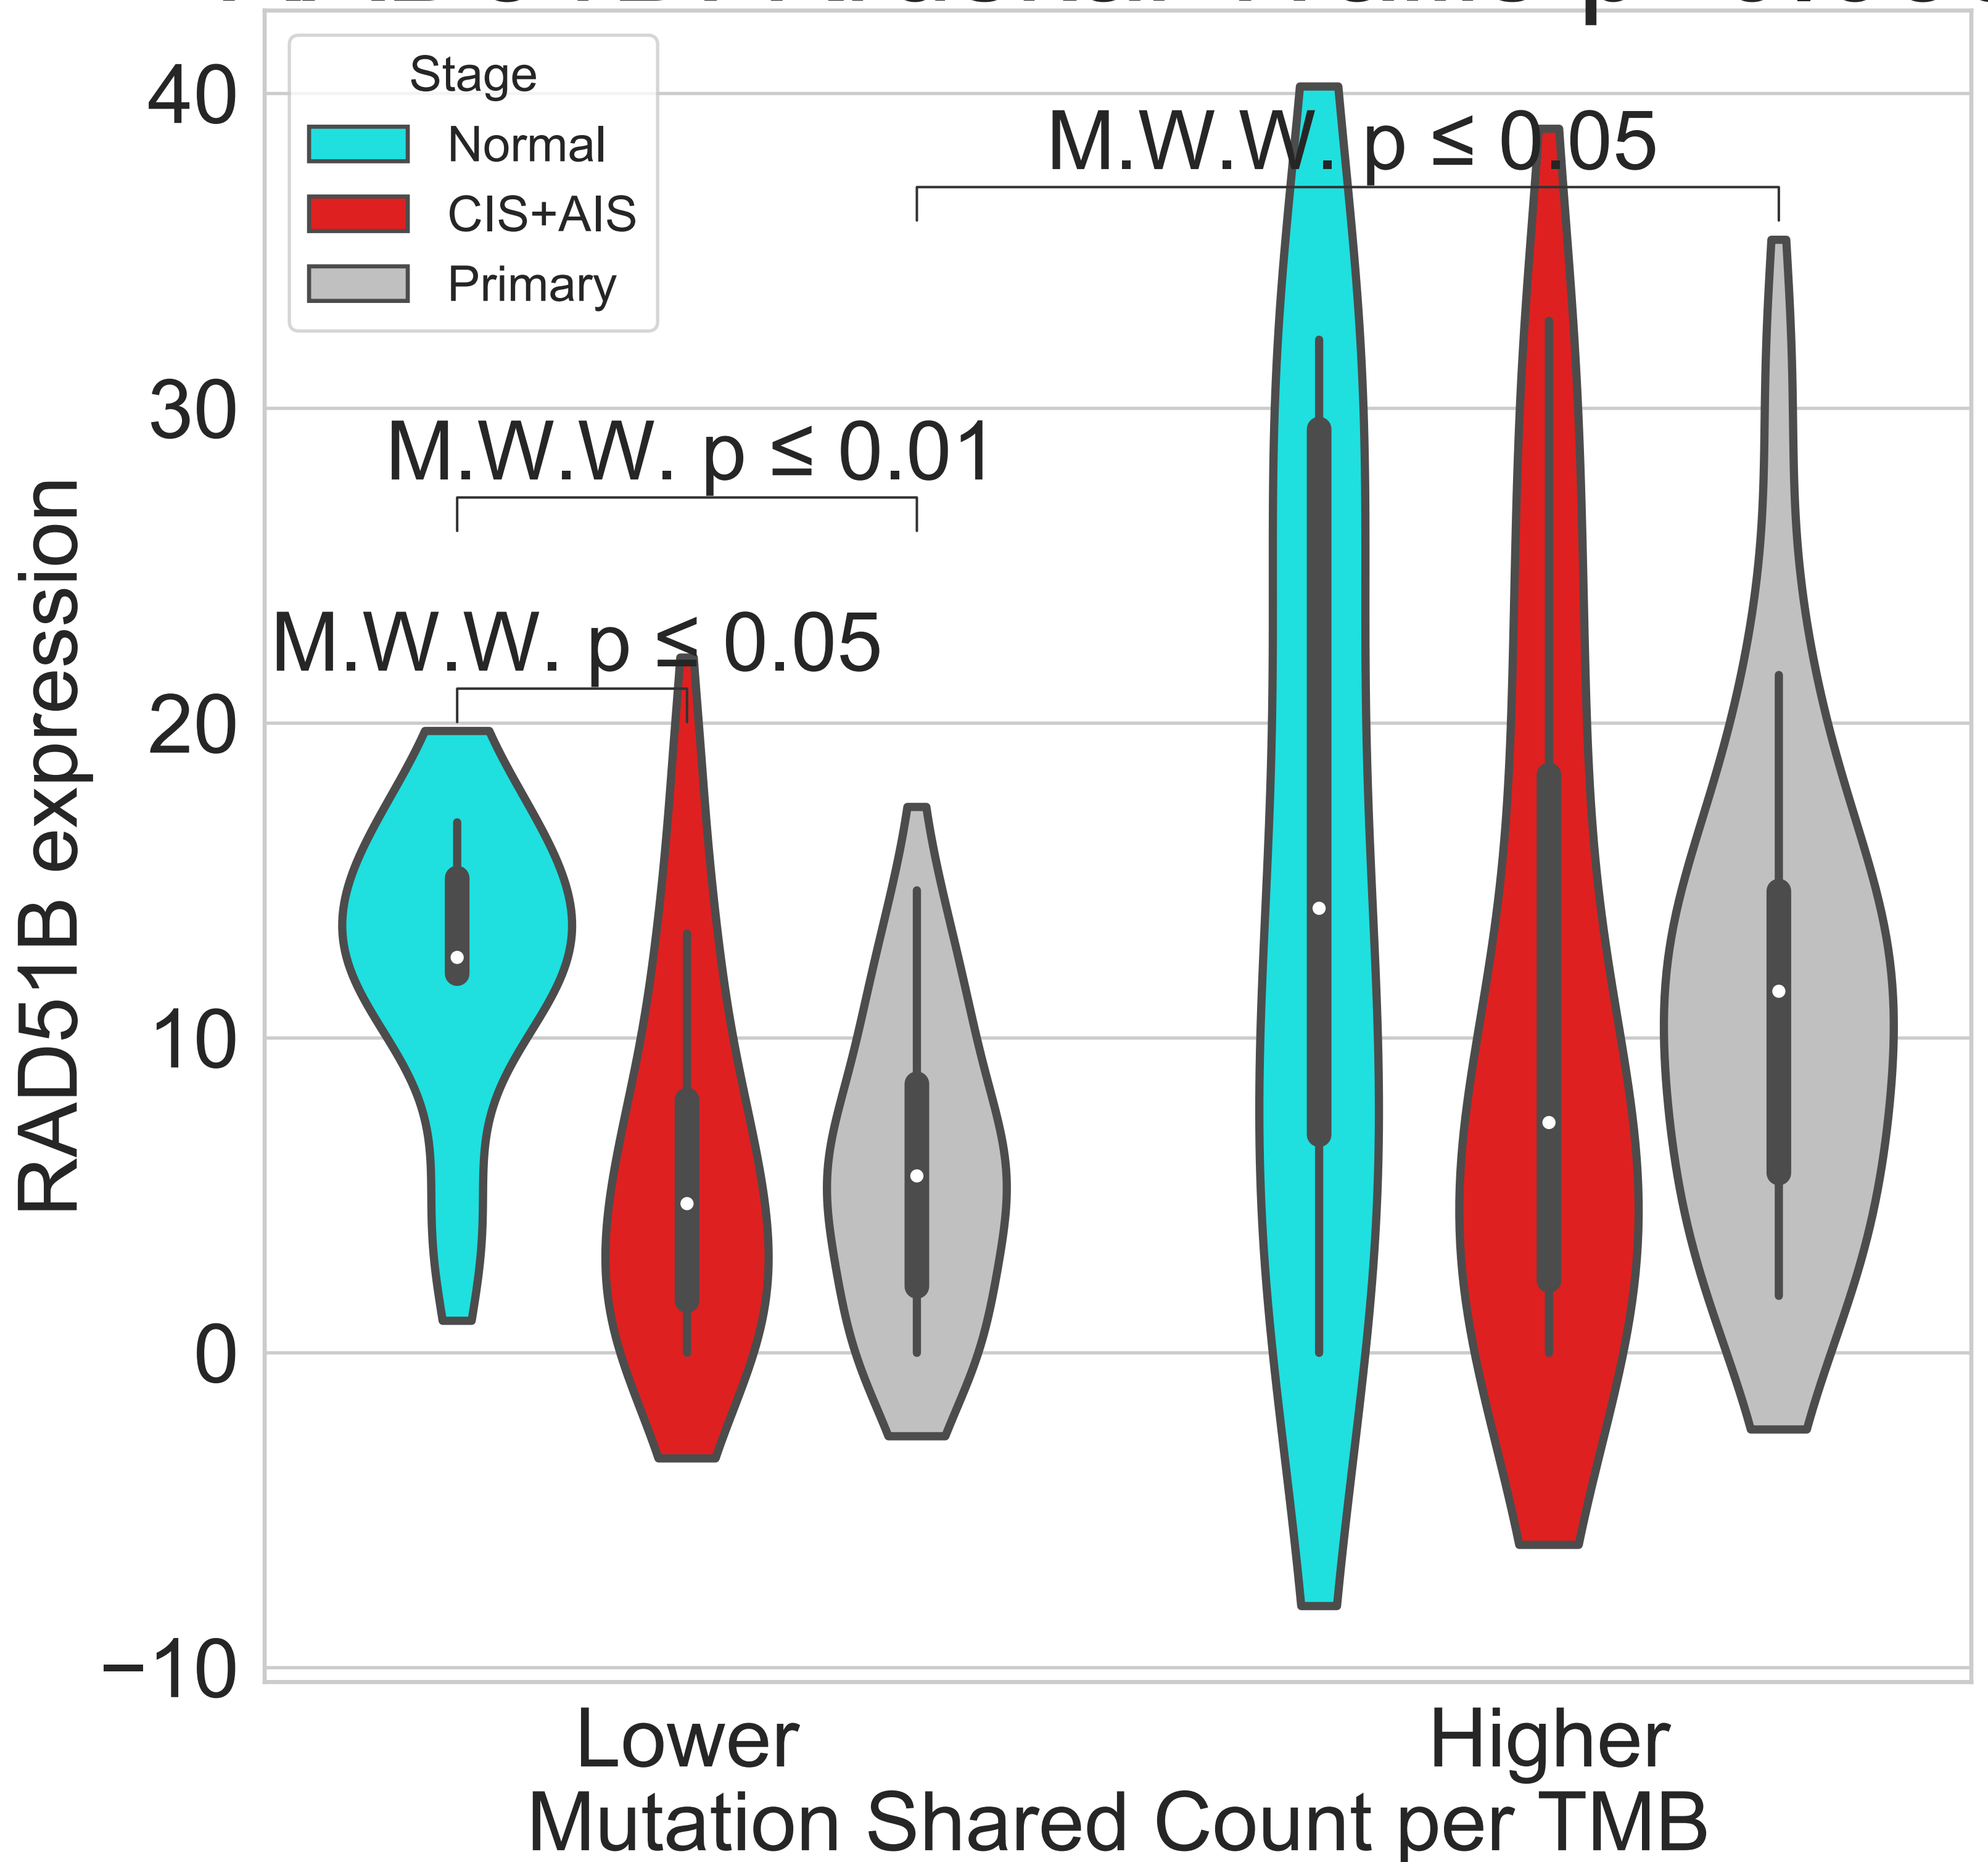 40
30
20
10
0
−10
RAD51B expression
Stage
Normal
CIS+AIS
Primary
M.W.W. p ≤ 0.05
M.W.W. p ≤ 0.01
M.W.W. p ≤ 0.05
Lower
Higher
Mutation Shared Count per TMB